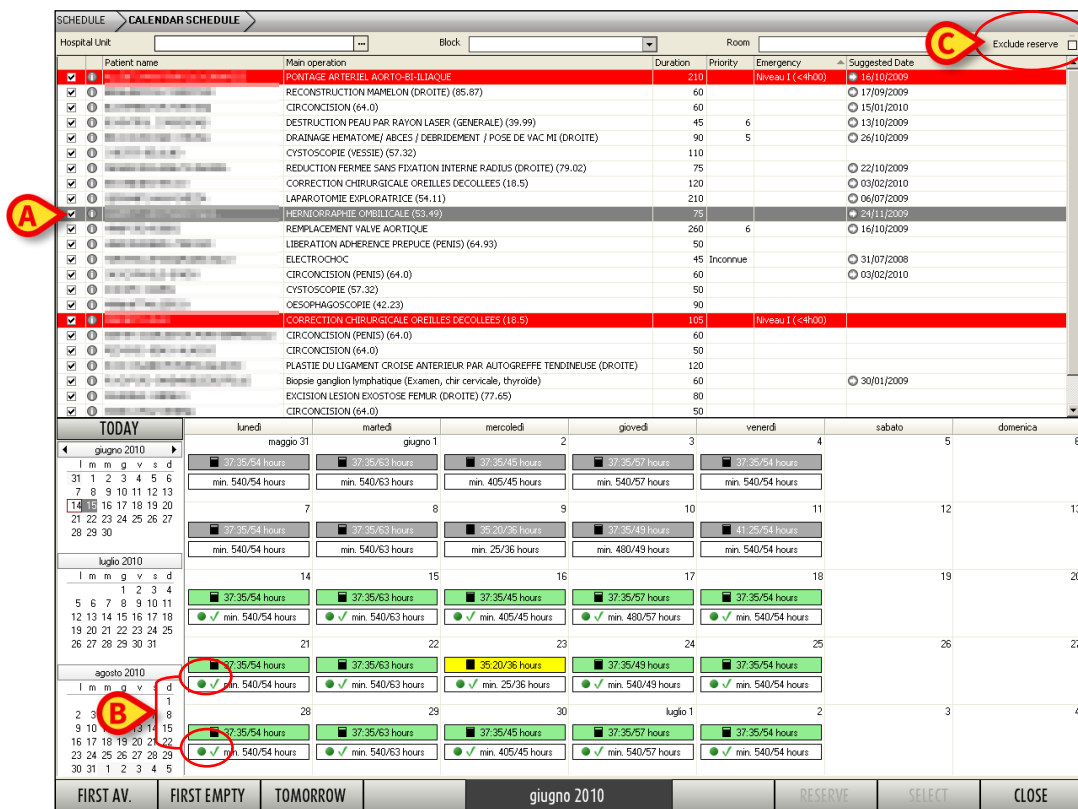 SCHEDULE CALENDAR SCHEDULE
Hospital Unit ... Block Room Exclude reserve
C
Patient name Main operation Duration Priority Emergency Suggested Date
PONTAGE ARTERIEL AORTO-BI-ILIAQUE 210 Niveau I (<4h00) 16/10/2009
RECONSTRUCTION MAMELON (DROITE) (85.87) 60 17/09/2009
CIRCONCISION (64.0) 60 15/01/2010
DESTRUCTION PEAU PAR RAYON LASER (GENERALE) (39.99) 45 6 13/10/2009
DRAINAGE HEMATOME/ ABCES / DEBRIDEMENT / POSE DE VAC MI (DROITE) 90 5 26/10/2009
CYSTOSCOPIE (VESSIE) (57.32) 110
REDUCTION FERMEE SANS FIXATION INTERNE RADIUS (DROITE) (79.02) 75 22/10/2009
CORRECTION CHIRURGICALE OREILLES DECOLLEES (18.5) 120 03/02/2010
LAPAROTOMIE EXPLORATRICE (54.11) 210 06/07/2009
A HERNIORRAPHIE OMBILICALE (53.49) 75 24/11/2009
REMPLACEMENT VALVE AORTIQUE 260 6 16/10/2009
LIBERATION ADHERENCE PREPUCE (PENIS) (64.93) 50
ELECTROCHOC 45 Inconnue 31/07/2008
CIRCONCISION (PENIS) (64.0) 60 03/02/2010
CYSTOSCOPIE (57.32) 50
OESOPHAGOSCOPIE (42.23) 90
CORRECTION CHIRURGICALE OREILLES DECOLLEES (18.5) 105 Niveau I (<4h00)
CIRCONCISION (PENIS) (64.0) 60
CIRCONCISION (64.0) 50
PLASTIE DU LIGAMENT CROISE ANTERIEUR PAR AUTOGREFFE TENDINEUSE (DROITE) 120
Biopsie ganglion lymphatique (Examen, chir cervicale, thyroïde) 60 30/01/2009
EXCISION LESION EXOSTOSE FEMUR (DROITE) (77.65) 80
CIRCONCISION (64.0) 50
TODAY
giugno 2010
l m m g v s d
31 1 2 3 4 5 6
7 8 9 10 11 12 13
14 15 16 17 18 19 20
21 22 23 24 25 26 27
28 29 30
luglio 2010
l m m g v s d
1 2 3 4
5 6 7 8 9 10 11
12 13 14 15 16 17 18
19 20 21 22 23 24 25
26 27 28 29 30 31
agosto 2010
l m m g v s d
1
2 3 8
B
9 10 13 14 15
16 17 18 19 20 21 22
23 24 25 26 27 28 29
30 31 1 2 3 4 5
lunedì martedì mercoledì giovedì venerdì sabato domenica
maggio 31 giugno 1 2 3 4 5 6
37:35/54 hours 37:35/63 hours 37:35/45 hours 37:35/57 hours 37:35/54 hours
min. 540/54 hours min. 540/63 hours min. 405/45 hours min. 540/57 hours min. 540/54 hours
7 8 9 10 11 12 13
37:35/54 hours 37:35/63 hours 35:20/36 hours 37:35/49 hours 41:25/54 hours
min. 540/54 hours min. 540/63 hours min. 25/36 hours min. 480/49 hours min. 540/54 hours
14 15 16 17 18 19 20
37:35/54 hours 37:35/63 hours 37:35/45 hours 37:35/57 hours 37:35/54 hours
min. 540/54 hours min. 540/63 hours min. 405/45 hours min. 480/57 hours min. 540/54 hours
21 22 23 24 25 26 27
37:35/54 hours 37:35/63 hours 35:20/36 hours 37:35/49 hours 37:35/54 hours
min. 540/54 hours min. 540/63 hours min. 25/36 hours min. 540/49 hours min. 540/54 hours
28 29 30 luglio 1 2 3 4
37:35/54 hours 37:35/63 hours 37:35/45 hours 37:35/57 hours 37:35/54 hours
min. 540/54 hours min. 540/63 hours min. 405/45 hours min. 540/57 hours min. 540/54 hours
FIRST AV. FIRST EMPTY TOMORROW giugno 2010 RESERVE SELECT CLOSE